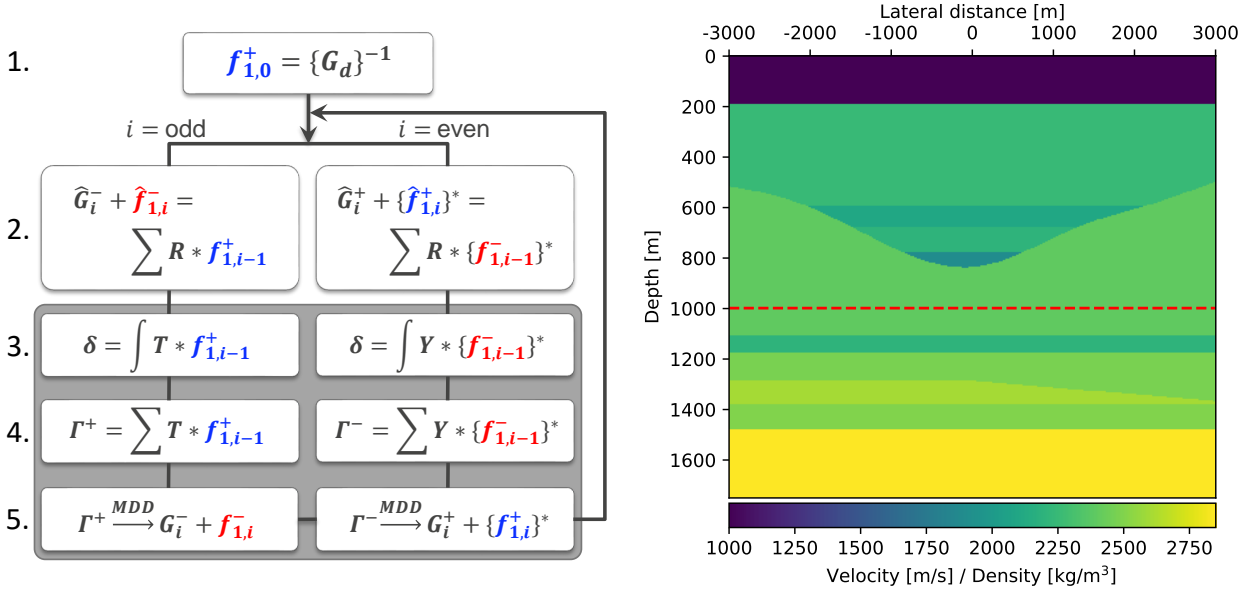 1.
f⁺₁,₀ = {G_d}⁻¹
i = odd
i = even
2.
Ĝ⁻ᵢ + f̂⁻₁,ᵢ =
∑ R * f⁺₁,ᵢ₋₁
Ĝ⁺ᵢ + {f̂⁺₁,ᵢ}* =
∑ R * {f⁻₁,ᵢ₋₁}*
3.
δ = ∫ T * f⁺₁,ᵢ₋₁
δ = ∫ Y * {f⁻₁,ᵢ₋₁}*
4.
Γ⁺ = ∑ T * f⁺₁,ᵢ₋₁
Γ⁻ = ∑ Y * {f⁻₁,ᵢ₋₁}*
5.
Γ⁺ MDD⟶ G⁻ᵢ + f⁻₁,ᵢ
Γ⁻ MDD⟶ G⁺ᵢ + {f⁺₁,ᵢ}*
Lateral distance [m]
-3000 -2000 -1000 0 1000 2000 3000
Depth [m]
0
200
400
600
800
1000
1200
1400
1600
1000 1250 1500 1750 2000 2250 2500 2750
Velocity [m/s] / Density [kg/m³]